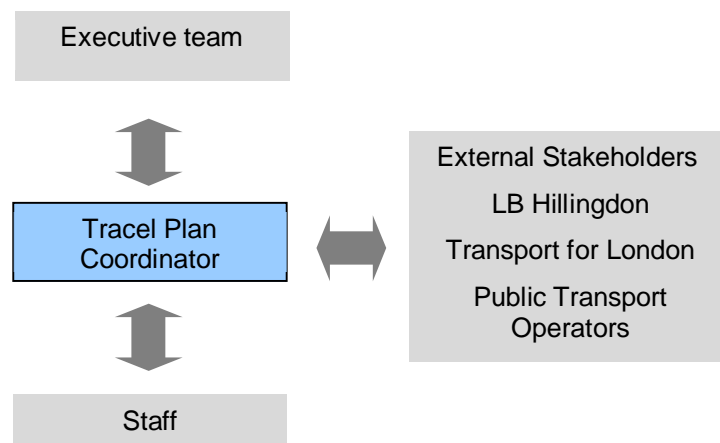 Executive team
External Stakeholders
LB Hillingdon
Transport for London
Public Transport
Operators
Tracel Plan
Coordinator
Staff